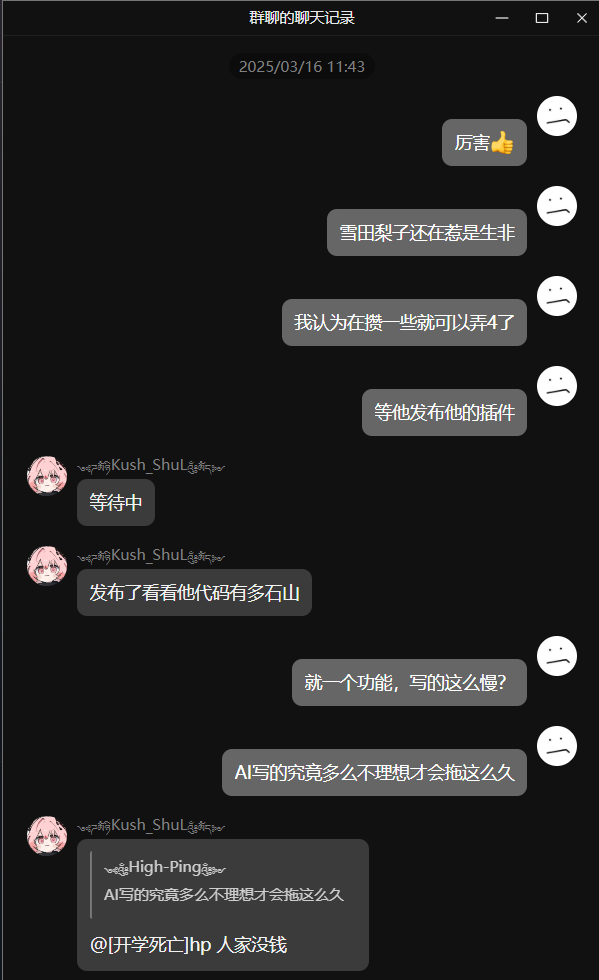 群聊的聊天记录
2025/03/16 11:43
厉害👍
雪田梨子还在惹是生非
我认为在攒一些就可以弄4了
等他发布他的插件
Kush_ShuL
等待中
Kush_ShuL
发布了看看他代码有多石山
就一个功能，写的这么慢？
AI写的究竟多么不理想才会拖这么久
Kush_ShuL
High-Ping
AI写的究竟多么不理想才会拖这么久
@[开学死亡]hp 人家没钱